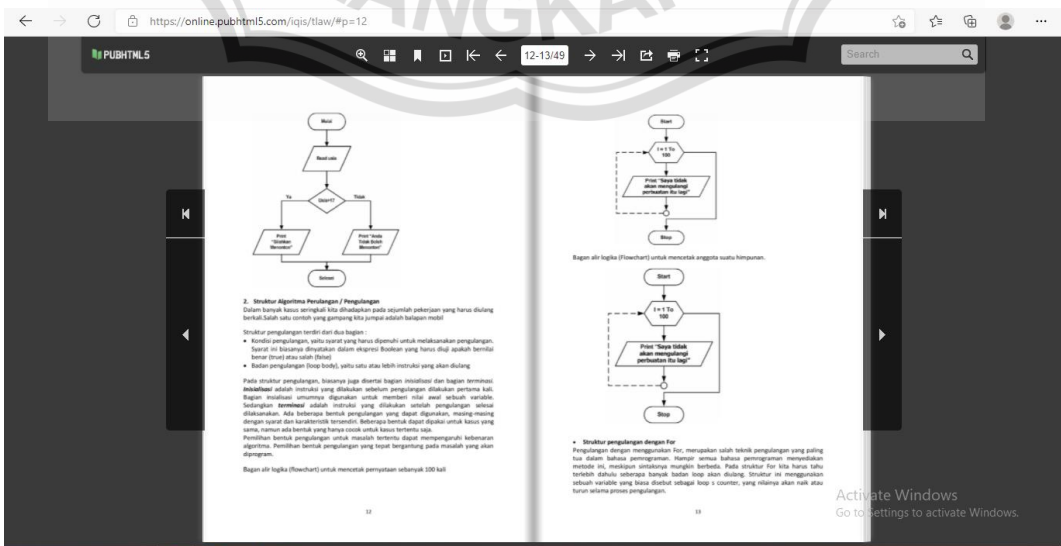 ANGKA
https://online.pubhtml5.com/iqis/tlaw/#p=12
PUBHTML5
12-13/49
Search
Mulai
Ya
Tidak
Print
"Silahkan
Menonton"
Print "Anda
Tidak Boleh
Menonton"
Selesai
2. Struktur Algoritma Perulangan / Pengulangan
Dalam banyak kasus seringkali kita dihadapkan pada sejumlah pekerjaan yang harus diulang
berkali.Salah satu contoh yang gampang kita jumpai adalah balapan mobil
Struktur pengulangan terdiri dari dua bagian :
• Kondisi pengulangan, yaitu syarat yang harus dipenuhi untuk melaksanakan pengulangan.
Syarat ini biasanya dinyatakan dalam ekspresi Boolean yang harus diuji apakah bernilai
benar (true) atau salah (false)
• Badan pengulangan (loop body), yaitu satu atau lebih instruksi yang akan diulang
Pada struktur pengulangan, biasanya juga disertai bagian inisialisasi dan bagian terminasi.
Inisialisasi adalah instruksi yang dilakukan sebelum pengulangan dilakukan pertama kali.
Bagian insialisasi umumnya digunakan untuk memberi nilai awal sebuah variable.
Sedangkan terminasi adalah instruksi yang dilakukan setelah pengulangan selesai
dilaksanakan. Ada beberapa bentuk pengulangan yang dapat digunakan, masing-masing
dengan syarat dan karakteristik tersendiri. Beberapa bentuk dapat dipakai untuk kasus yang
sama, namun ada bentuk yang hanya cocok untuk kasus tertentu saja.
Pemilihan bentuk pengulangan untuk masalah tertentu dapat mempengaruhi kebenaran
algoritma. Pemilihan bentuk pengulangan yang tepat bergantung pada masalah yang akan
diprogram.
Bagan alir logika (flowchart) untuk mencetak pernyataan sebanyak 100 kali
12
Start
I = 1 To
100
Print "Saya tidak
akan mengulangi
perbuatan itu lagi"
Stop
Bagan alir logika (Flowchart) untuk mencetak anggota suatu himpunan.
Start
I = 1 To
100
Print "Saya tidak
akan mengulangi
perbuatan itu lagi"
Stop
• Struktur pengulangan dengan For
Pengulangan dengan menggunakan For, merupakan salah teknik pengulangan yang paling
tua dalam bahasa pemrograman. Hampir semua bahasa pemrograman menyediakan
metode ini, meskipun sintaksnya mungkin berbeda. Pada struktur For kita harus tahu
terlebih dahulu seberapa banyak badan loop akan diulang. Struktur ini menggunakan
sebuah variable yang biasa disebut sebagai loop s counter, yang nilainya akan naik atau
turun selama proses pengulangan.
13
Activate Windows
Go to Settings to activate Windows.